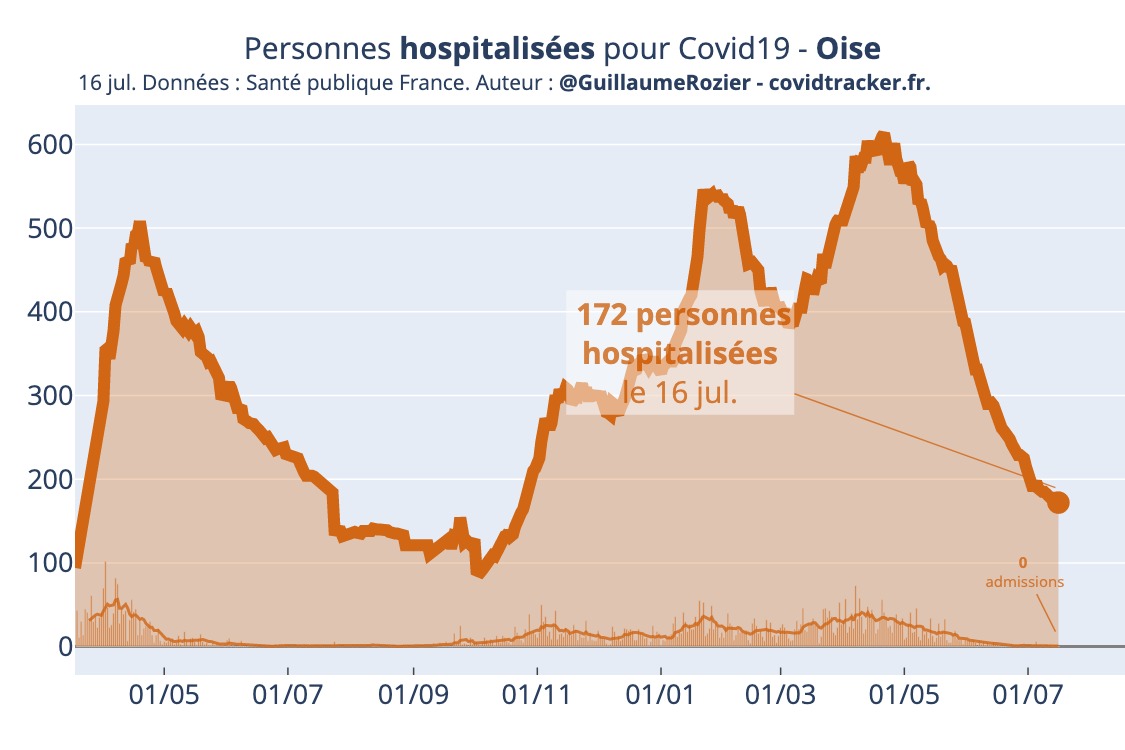 Personnes hospitalisées pour Covid19 - Oise
16 jul. Données : Santé publique France. Auteur : @GuillaumeRozier - covidtracker.fr.
600
500
400
300
200
100
0
172 personnes
hospitalisées
le 16 jul.
0
admissions
01/05
01/07
01/09
01/11
01/01
01/03
01/05
01/07